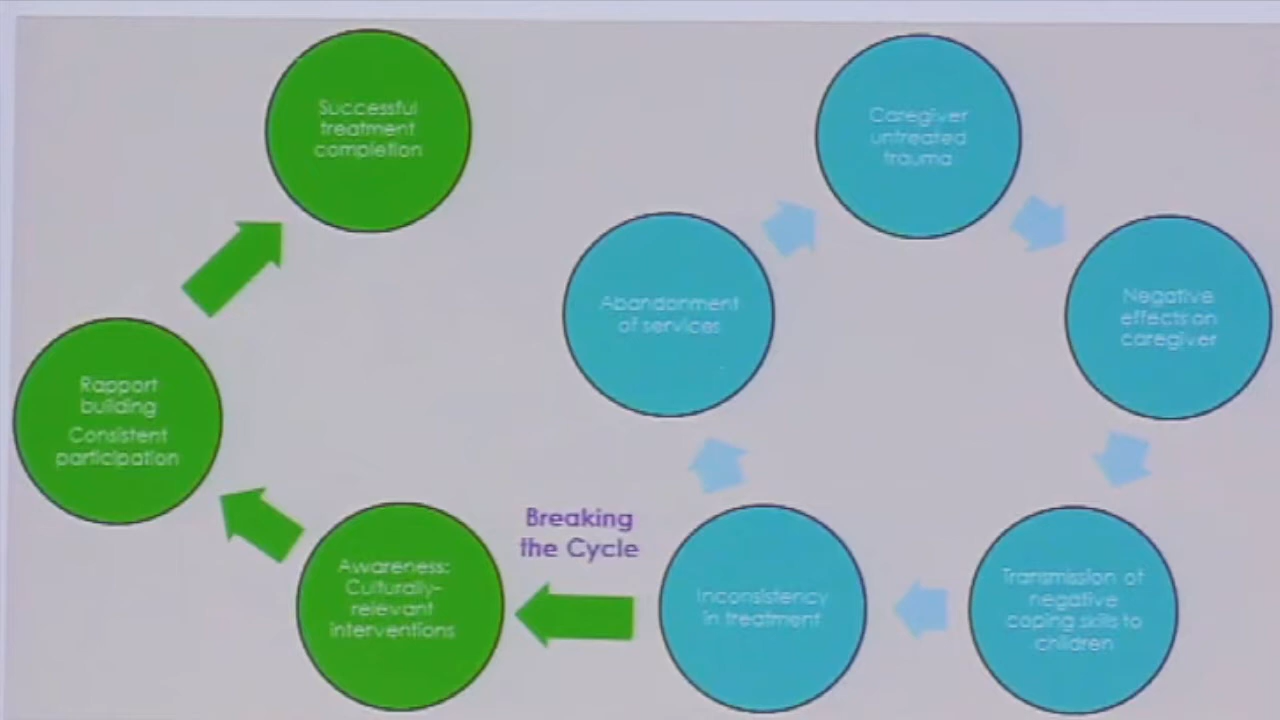 Successful
treatment
completion
Caregiver
untreated
trauma
Abandonment
of services
Negative
effects on
caregiver
Rapport
building
Consistent
participation
Breaking
the Cycle
Awareness:
Culturally-
relevant
interventions
Inconsistency
in treatment
Transmission of
negative
coping skills to
children